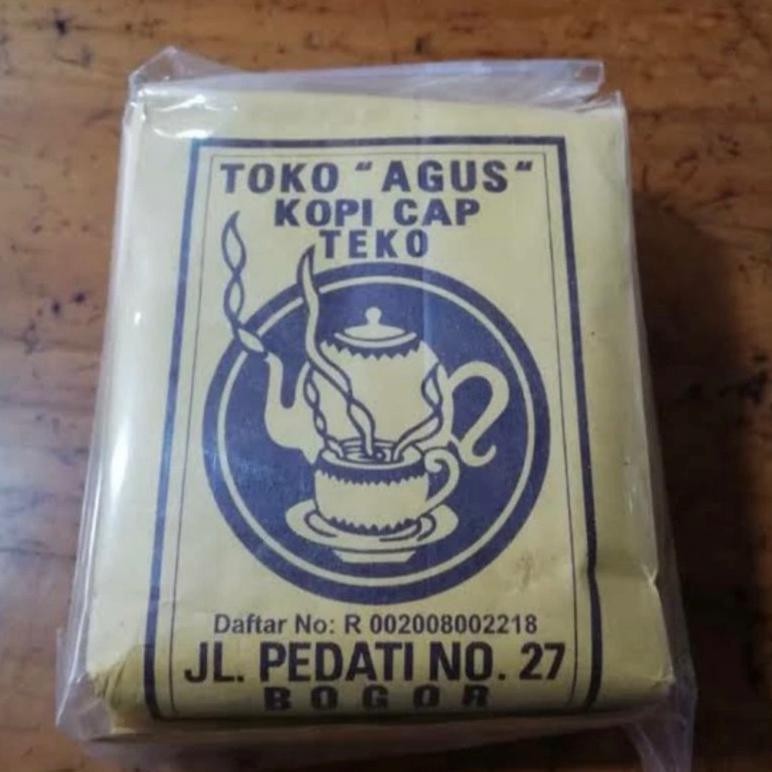 TOKO "AGUS"
KOPI CAP
TEKO
Daftar No: R 002008002218
JL. PEDATI NO. 27
BOGOR